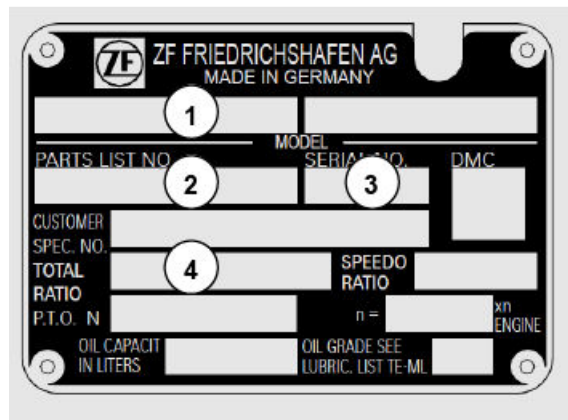 ZF ZF FRIEDRICHSHAFEN AG
MADE IN GERMANY
1
MODEL
PARTS LIST NO SERIAL NO. DMC
2 3
CUSTOMER
SPEC. NO.
TOTAL
RATIO
4
SPEEDO
RATIO
P.T.O. N n = xn
ENGINE
OIL CAPACIT
IN LITERS
OIL GRADE SEE
LUBRIC. LIST TE-ML